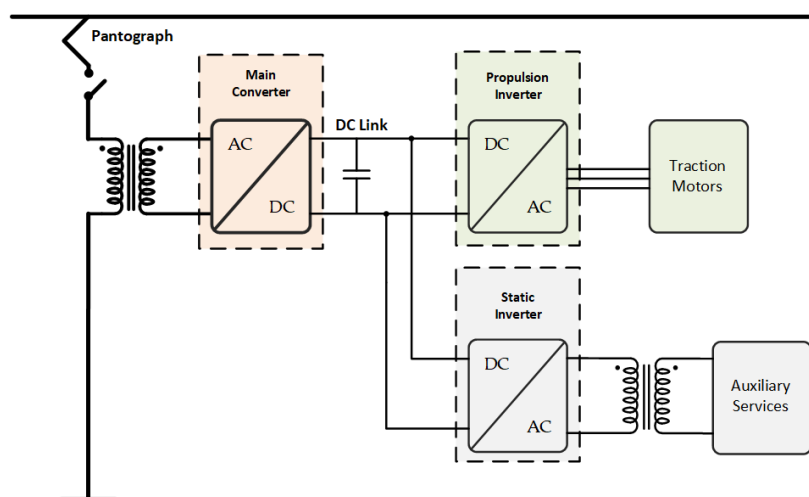 Pantograph
Main
Converter
AC
DC
DC Link
Propulsion
Inverter
DC
AC
Traction
Motors
Static
Inverter
DC
AC
Auxiliary
Services